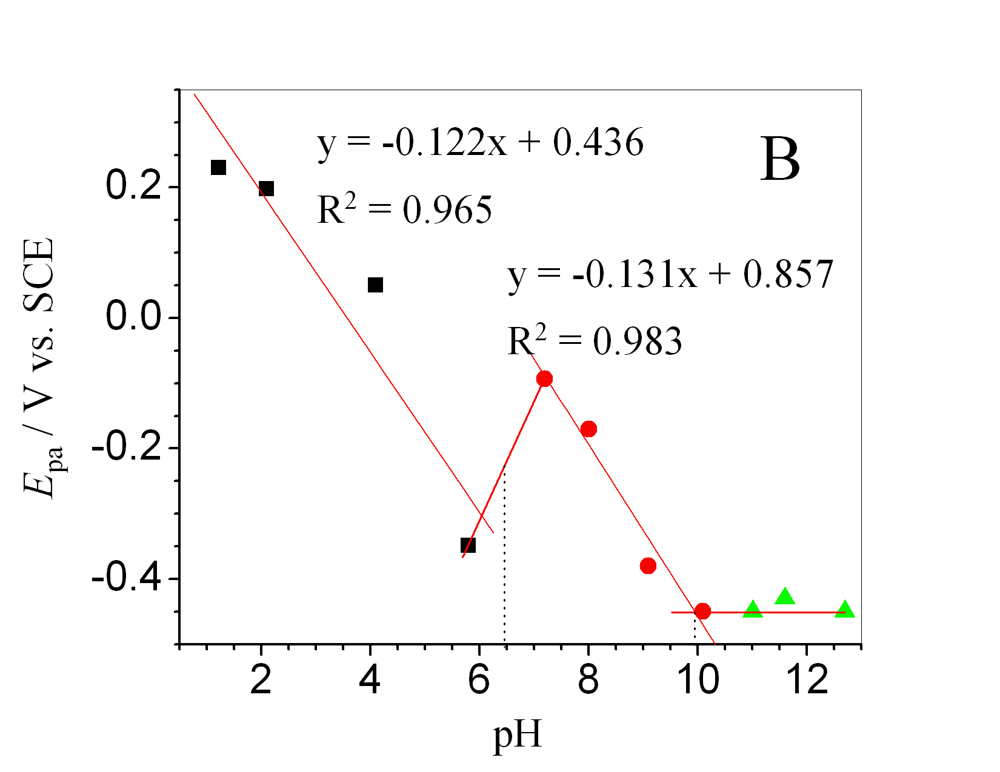 y = -0.122x + 0.436
B
R² = 0.965
y = -0.131x + 0.857
R² = 0.983
0.2
0.0
-0.2
-0.4
Epa / V vs. SCE
2 4 6 8 10 12
pH